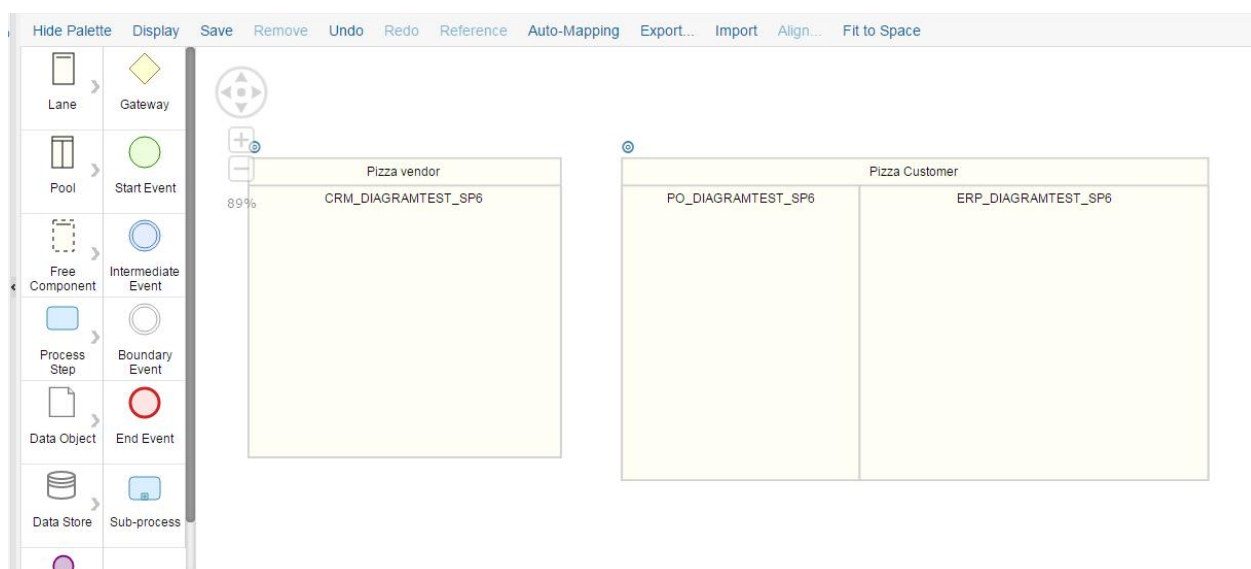 Hide Palette Display Save Remove Undo Redo Reference Auto-Mapping Export... Import Align... Fit to Space
Lane Gateway
Pool Start Event
Free Component
Intermediate Event
Process Step
Boundary Event
Data Object End Event
Data Store Sub-process
89%
Pizza vendor
CRM_DIAGRAMTEST_SP6
Pizza Customer
PO_DIAGRAMTEST_SP6 ERP_DIAGRAMTEST_SP6